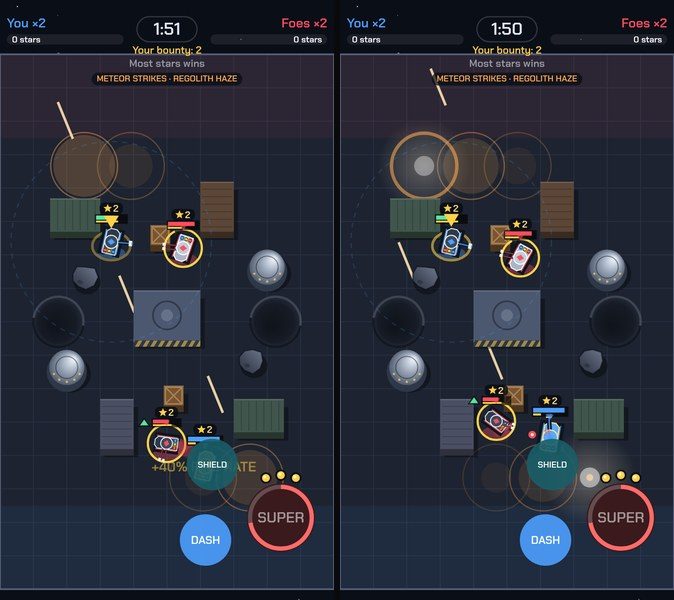 You ×2
1:51
Foes ×2
0 stars
0 stars
Your bounty: 2
Most stars wins
METEOR STRIKES · REGOLITH HAZE
★2
★2
★2
★2
+40%
ATE
SHIELD
SUPER
DASH
You ×2
1:50
Foes ×2
0 stars
0 stars
Your bounty: 2
Most stars wins
METEOR STRIKES · REGOLITH HAZE
★2
★2
★2
★2
SHIELD
SUPER
DASH